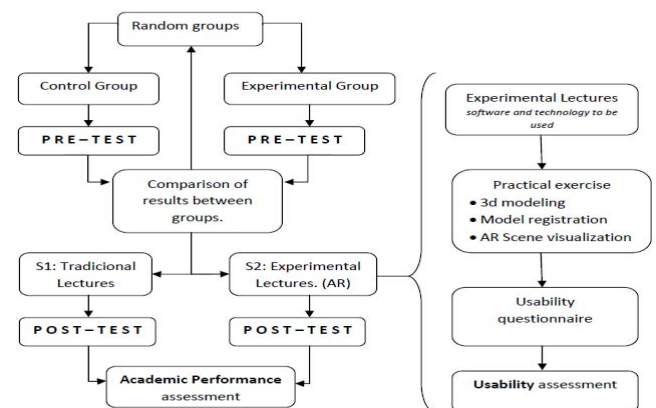 Random groups
Control Group
Experimental Group
PRE-TEST
PRE-TEST
Comparison of
results between
groups.
S1: Tradicional
Lectures
S2: Experimental
Lectures. (AR)
POST-TEST
POST-TEST
Academic Performance
assessment
Experimental Lectures
software and technology to be
used
Practical exercise
• 3d modeling
• Model registration
• AR Scene visualization
Usability
questionnaire
Usability assessment